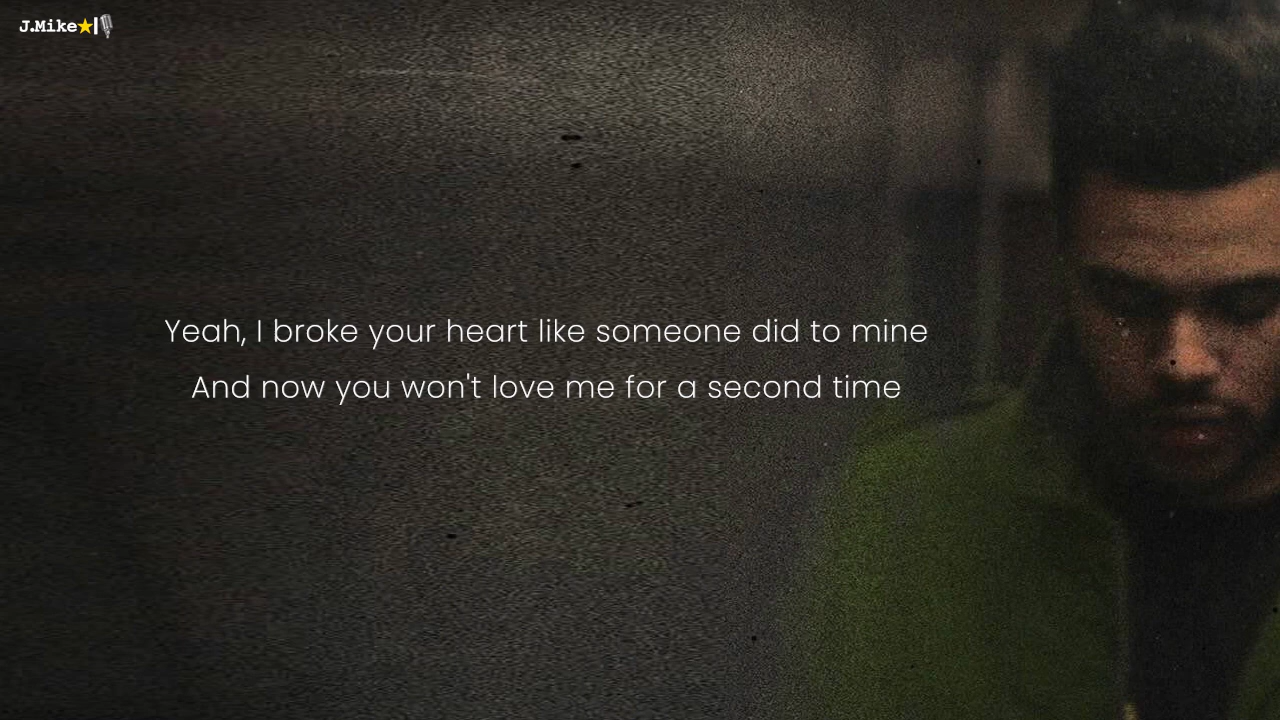 J.Mike
Yeah, I broke your heart like someone did to mine
And now you won't love me for a second time